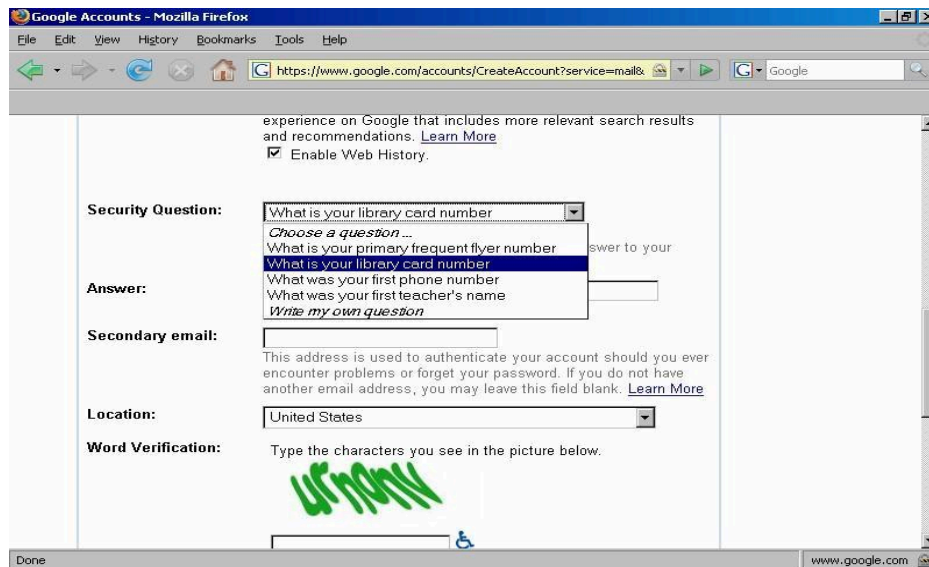 Google Accounts - Mozilla Firefox
File Edit View History Bookmarks Tools Help
https://www.google.com/accounts/CreateAccount?service=mail& Google
experience on Google that includes more relevant search results
and recommendations. Learn More
Enable Web History.
Security Question: What is your library card number
Choose a question ...
What is your primary frequent flyer number swer to your
What is your library card number
What was your first phone number
Answer:
What was your first teacher's name
Write my own question
Secondary email:
This address is used to authenticate your account should you ever
encounter problems or forget your password. If you do not have
another email address, you may leave this field blank. Learn More
Location: United States
Word Verification: Type the characters you see in the picture below.
Done www.google.com